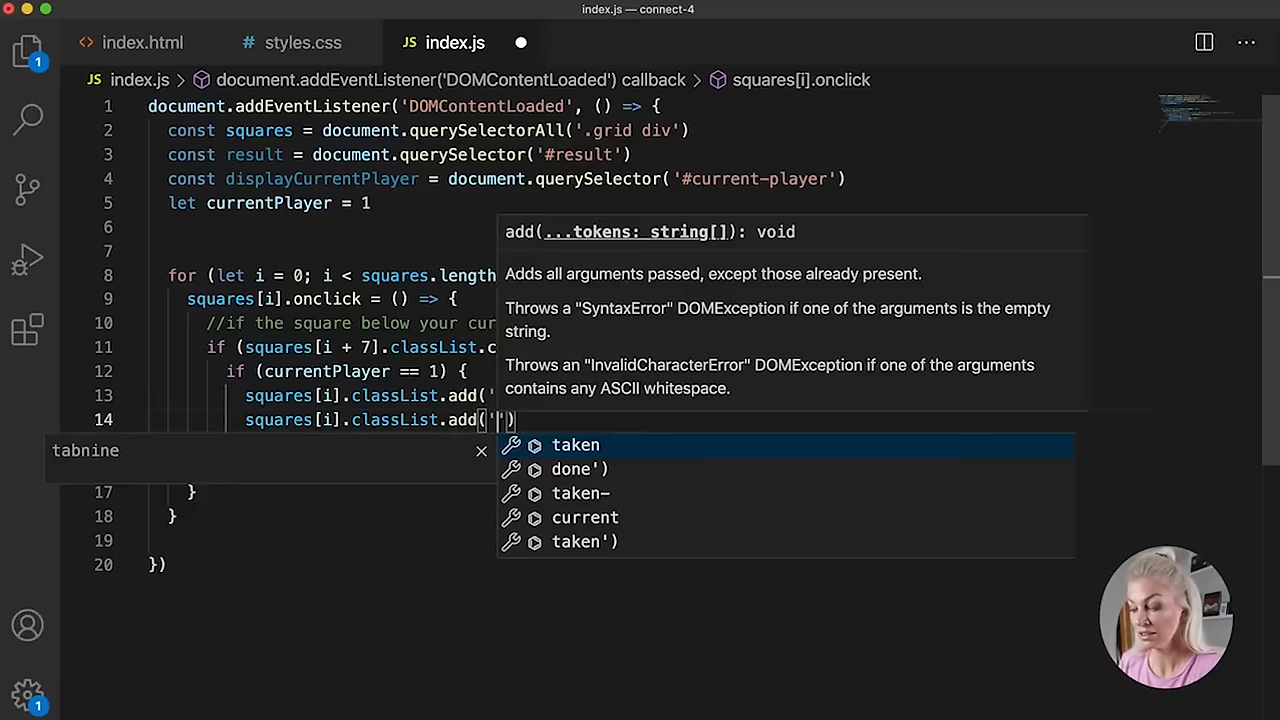 index.js — connect-4
index.html
# styles.css
JS index.js
1
JS index.js > document.addEventListener('DOMContentLoaded') callback > squares[i].onclick
1 document.addEventListener('DOMContentLoaded', () => {
2 const squares = document.querySelectorAll('.grid div')
3 const result = document.querySelector('#result')
4 const displayCurrentPlayer = document.querySelector('#current-player')
5 let currentPlayer = 1
6
7
8 for (let i = 0; i < squares.length
9 squares[i].onclick = () => {
10 //if the square below your cur
11 if (squares[i + 7].classList.c
12 if (currentPlayer == 1) {
13 squares[i].classList.add('
14 squares[i].classList.add('')
add(...tokens: string[]): void
Adds all arguments passed, except those already present.
Throws a "SyntaxError" DOMException if one of the arguments is the empty
string.
Throws an "InvalidCharacterError" DOMException if one of the arguments
contains any ASCII whitespace.
tabnine
taken
done')
taken-
current
taken')
17 }
18 }
19
20 })
1